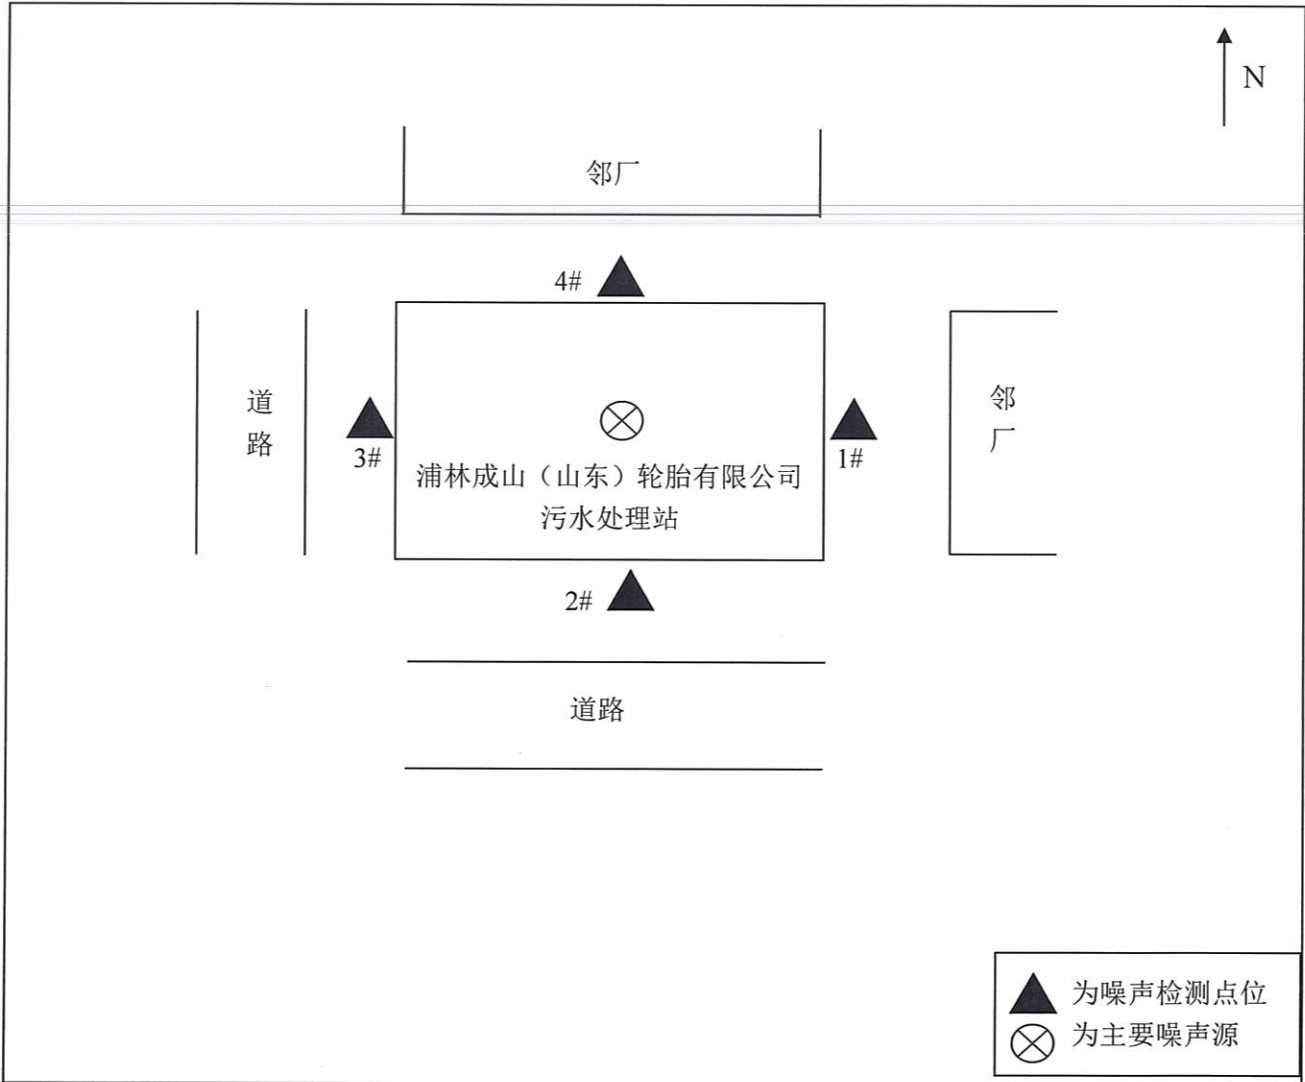 N
邻厂
4#
道
路
3#
1#
邻
厂
浦林成山（山东）轮胎有限公司
污水处理站
2#
道路
为噪声检测点位
为主要噪声源